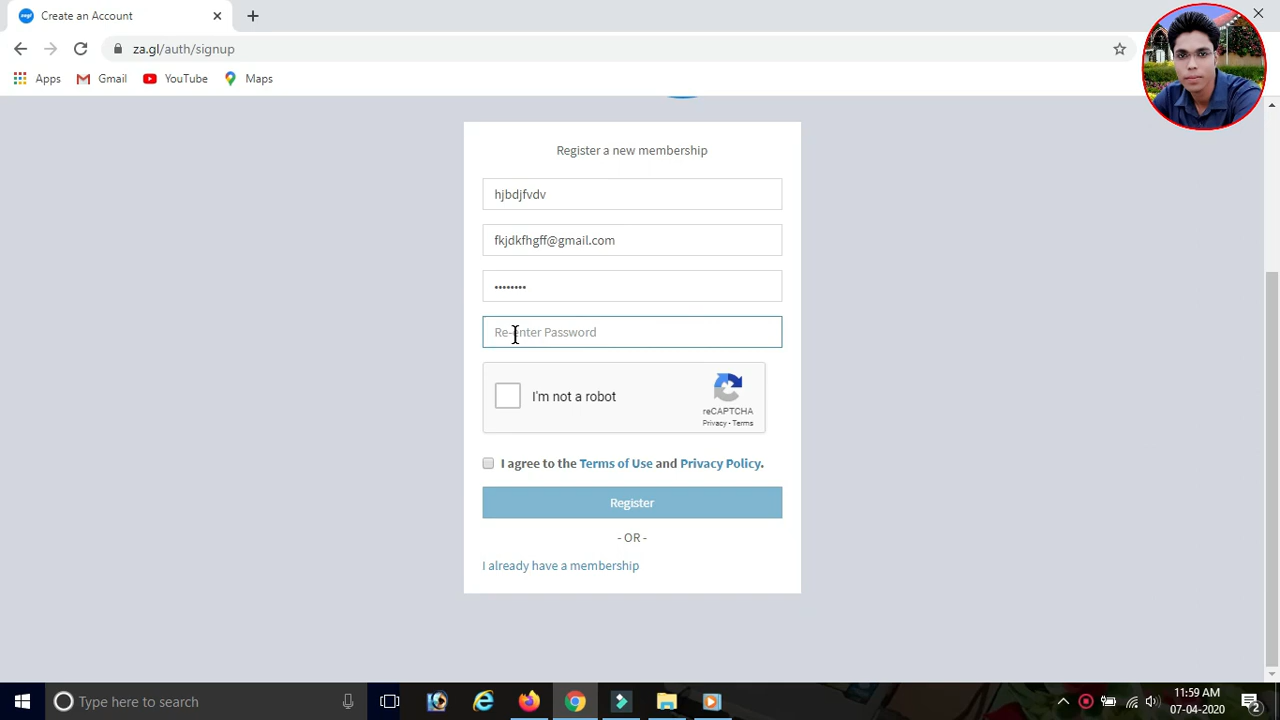 zagl
Create an Account
za.gl/auth/signup
Apps
Gmail
YouTube
Maps
Register a new membership
hjbdjfvdv
fkjdkfhgff@gmail.com
••••••••
Re-enter Password
I'm not a robot
reCAPTCHA
Privacy - Terms
I agree to the Terms of Use and Privacy Policy.
Register
- OR -
I already have a membership
Type here to search
11:59 AM
07-04-2020
2